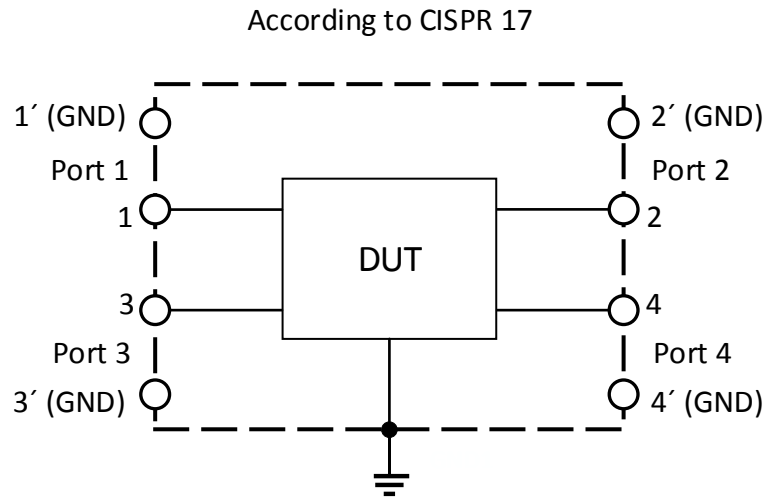 According to CISPR 17
1´ (GND)
2´ (GND)
Port 1
Port 2
1
2
DUT
3
4
Port 3
Port 4
3´ (GND)
4´ (GND)